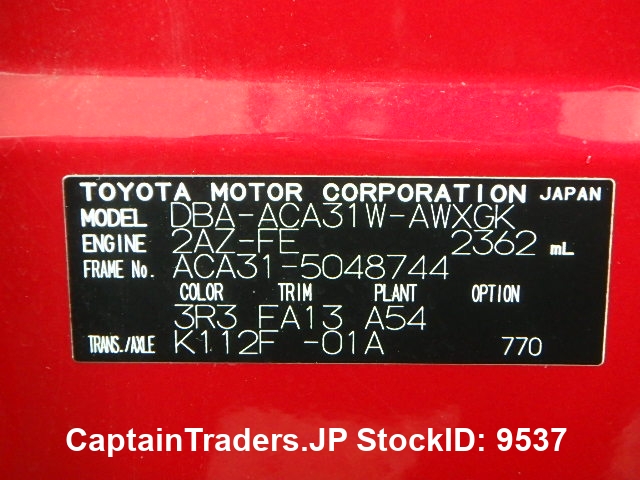 TOYOTA MOTOR CORPORATION JAPAN
MODEL DBA-ACA31W-AWXGK
ENGINE 2AZ-FE 2362 mL
FRAME No. ACA31-5048744
COLOR TRIM PLANT OPTION
3R3 FA13 A54
TRANS./AXLE K112F -01A 770
CaptainTraders.JP StockID: 9537